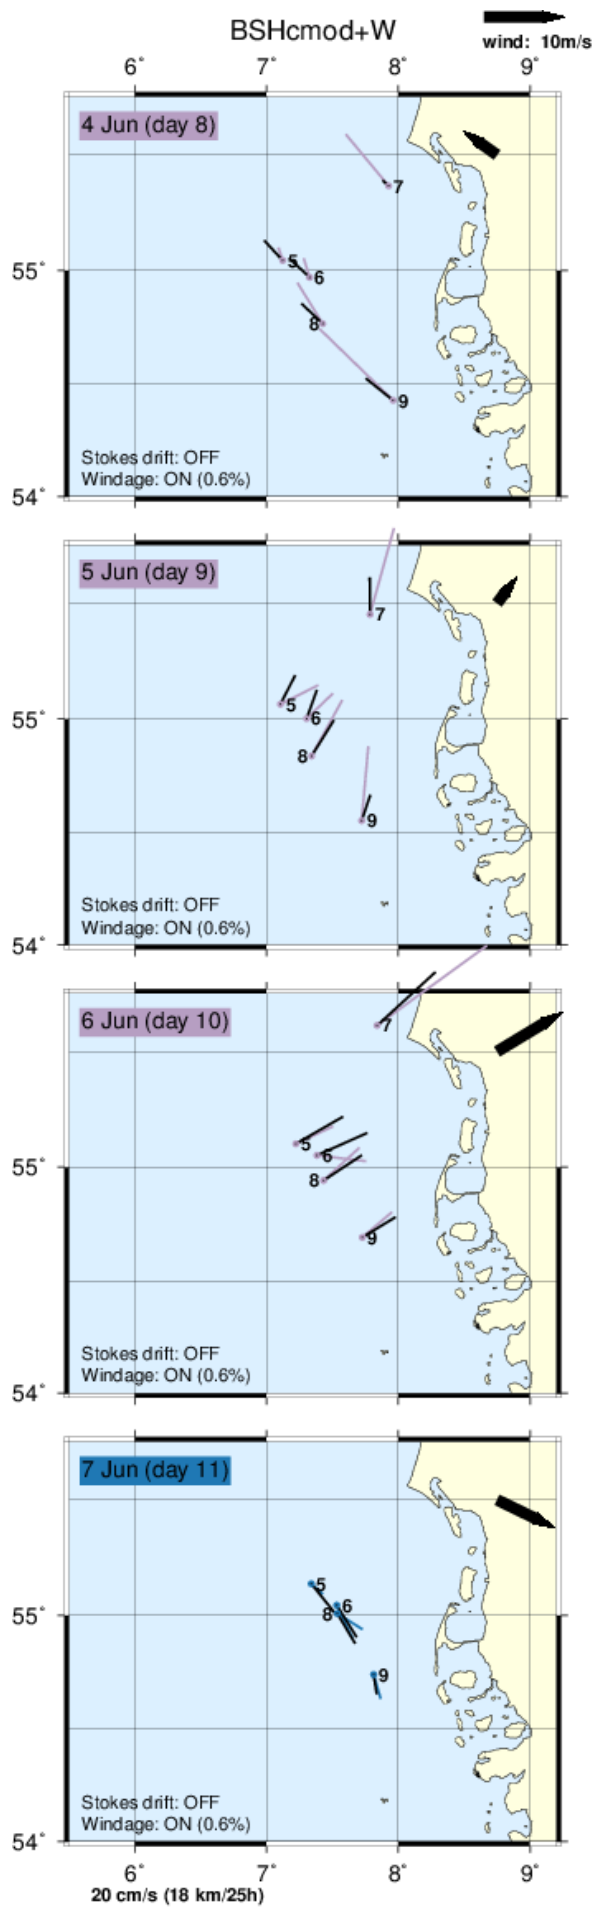 BSHcmod+W
wind: 10m/s
6° 7° 8° 9°
4 Jun (day 8)
7
5
6
55°
8
9
Stokes drift: OFF
Windage: ON (0.6%)
54°
5 Jun (day 9)
7
5
6
55°
8
9
Stokes drift: OFF
Windage: ON (0.6%)
54°
6 Jun (day 10)
7
5
6
55°
8
9
Stokes drift: OFF
Windage: ON (0.6%)
54°
7 Jun (day 11)
5
6
55°
8
9
Stokes drift: OFF
Windage: ON (0.6%)
54°
6° 7° 8° 9°
20 cm/s (18 km/25h)